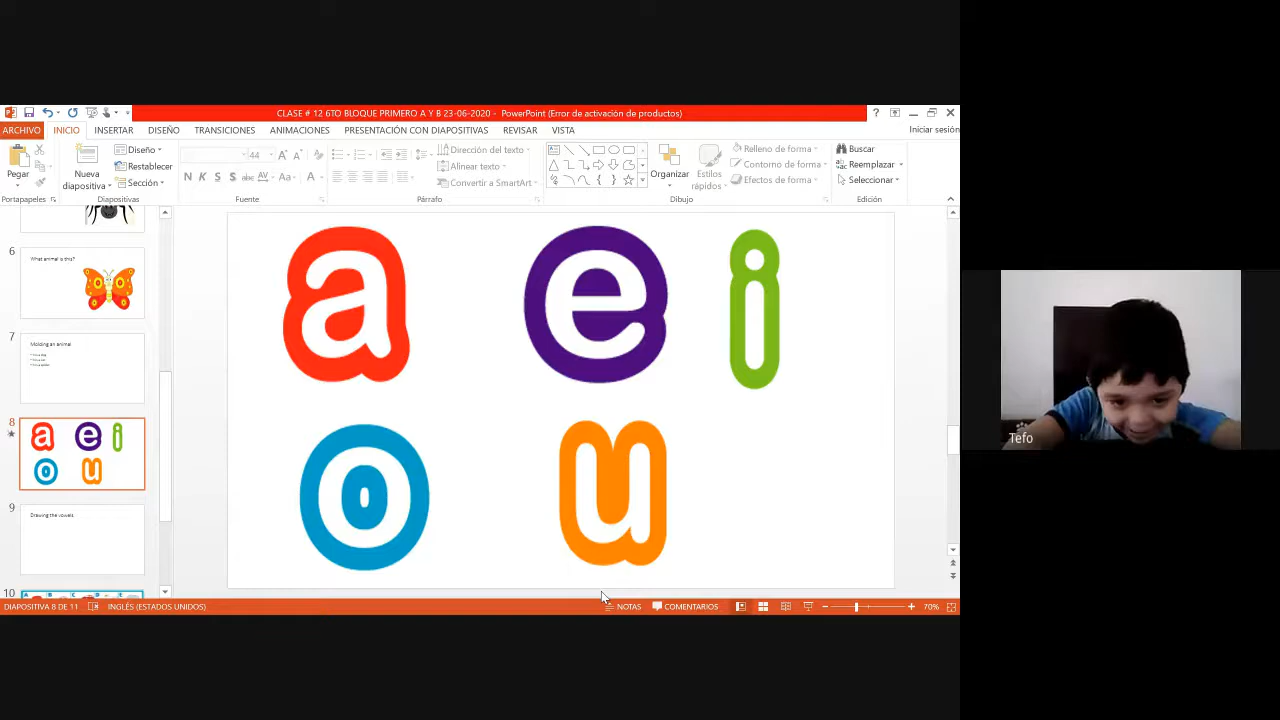 CLASE # 12 6TO BLOQUE PRIMERO A Y B 23-06-2020 - PowerPoint (Error de activación de productos)
ARCHIVO INICIO INSERTAR DISEÑO TRANSICIONES ANIMACIONES PRESENTACIÓN CON DIAPOSITIVAS REVISAR VISTA Iniciar sesión
Pegar
Nueva diapositiva
Diseño
Restablecer
Sección
44
N K S S abc AV Aa A
Dirección del texto
Alinear texto
Convertir a SmartArt
Organizar
Estilos rápidos
Relleno de forma
Contorno de forma
Efectos de forma
Buscar
Reemplazar
Seleccionar
Portapapeles Diapositivas Fuente Párrafo Dibujo Edición
6
What animal is this?
7
Molding an animal
8
a e i
o u
9
Drawing the vowels
10
a e i
o u
Tefo
DIAPOSITIVA 8 DE 11 INGLÉS (ESTADOS UNIDOS) NOTAS COMENTARIOS 70%